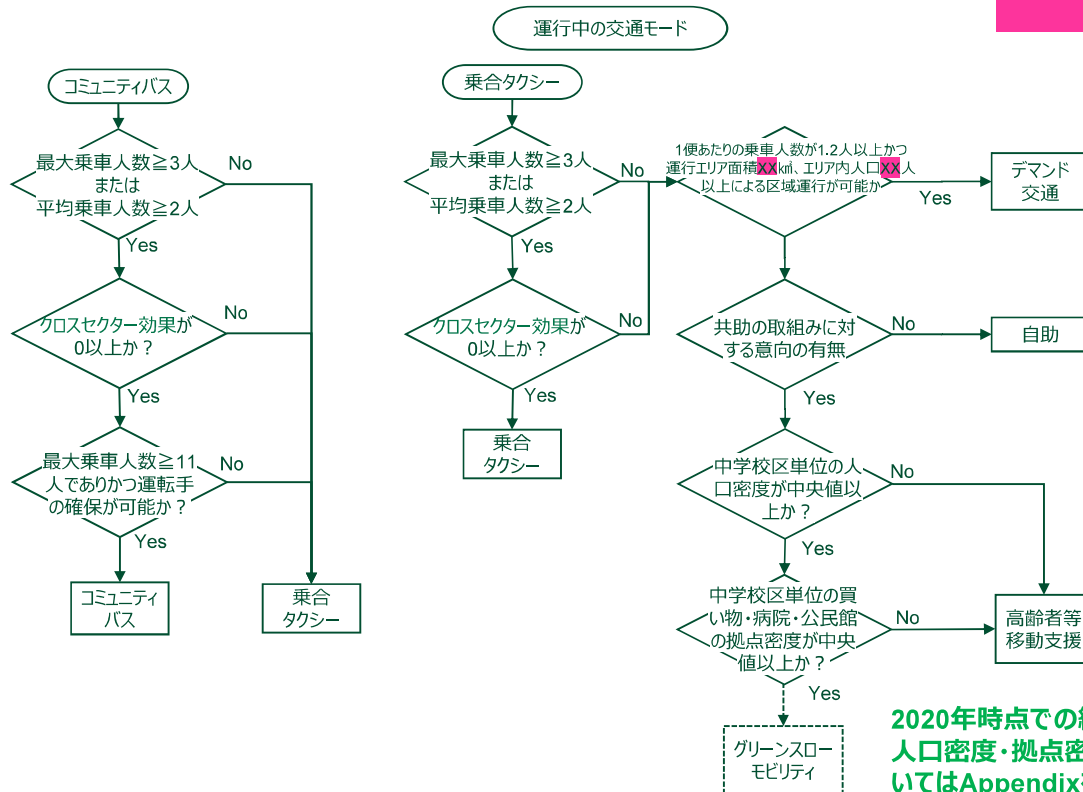 運行中の交通モード
コミュニティバス
最大乗車人数≧3人
または
平均乗車人数≧2人
No
Yes
クロスセクター効果が
0以上か？
No
Yes
最大乗車人数≧11
人でありかつ運転手
の確保が可能か？
No
Yes
コミュニティ
バス
乗合
タクシー
乗合タクシー
最大乗車人数≧3人
または
平均乗車人数≧2人
No
Yes
クロスセクター効果が
0以上か？
No
Yes
乗合
タクシー
1便あたりの乗車人数が1.2人以上かつ
運行エリア面積XX㎢、エリア内人口XX人
以上による区域運行が可能か
Yes
デマンド
交通
共助の取組みに対
する意向の有無
No
自助
Yes
中学校区単位の人
口密度が中央値以
上か？
No
Yes
中学校区単位の買
い物・病院・公民館
の拠点密度が中央
値以上か？
No
高齢者等
移動支援
Yes
グリーンスロー
モビリティ
2020年時点での
人口密度・拠点密
いてはAppendix